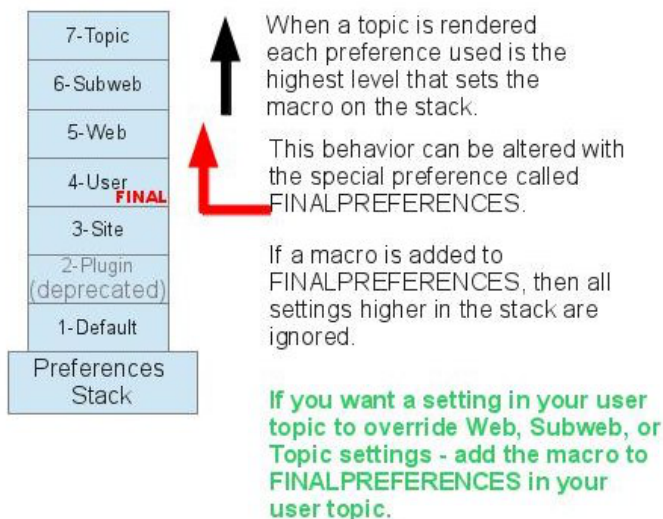 7-Topic
6-Subweb
5-Web
4-User
FINAL
3-Site
2-Plugin
(deprecated)
1-Default
Preferences
Stack
When a topic is rendered
each preference used is the
highest level that sets the
macro on the stack.
This behavior can be altered with
the special preference called
FINALPREFERENCES.
If a macro is added to
FINALPREFERENCES, then all
settings higher in the stack are
ignored.
If you want a setting in your user
topic to override Web, Subweb, or
Topic settings - add the macro to
FINALPREFERENCES in your
user topic.